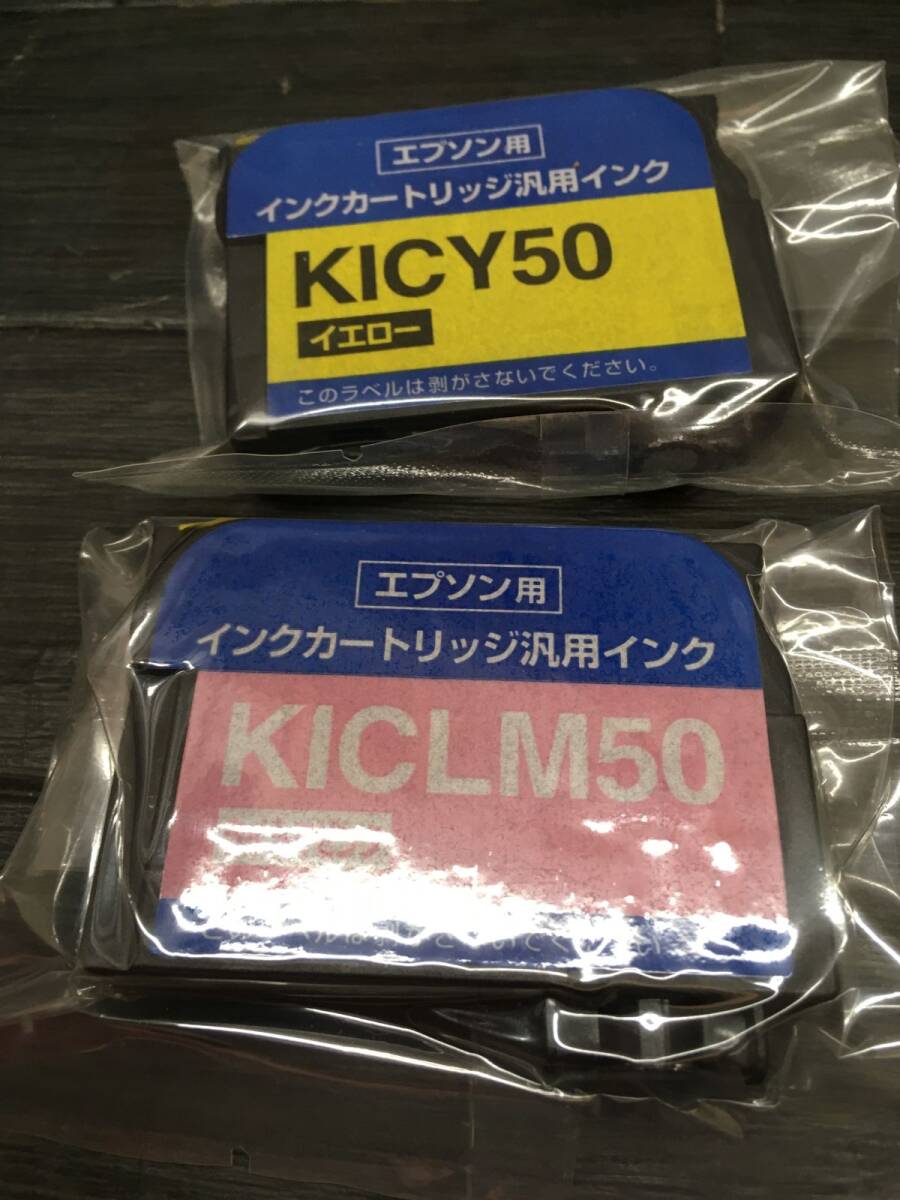 エプソン用
インクカートリッジ汎用インク
KICY50
イエロー
このラベルは剥がさないでください。
エプソン用
インクカートリッジ汎用インク
KICLM50